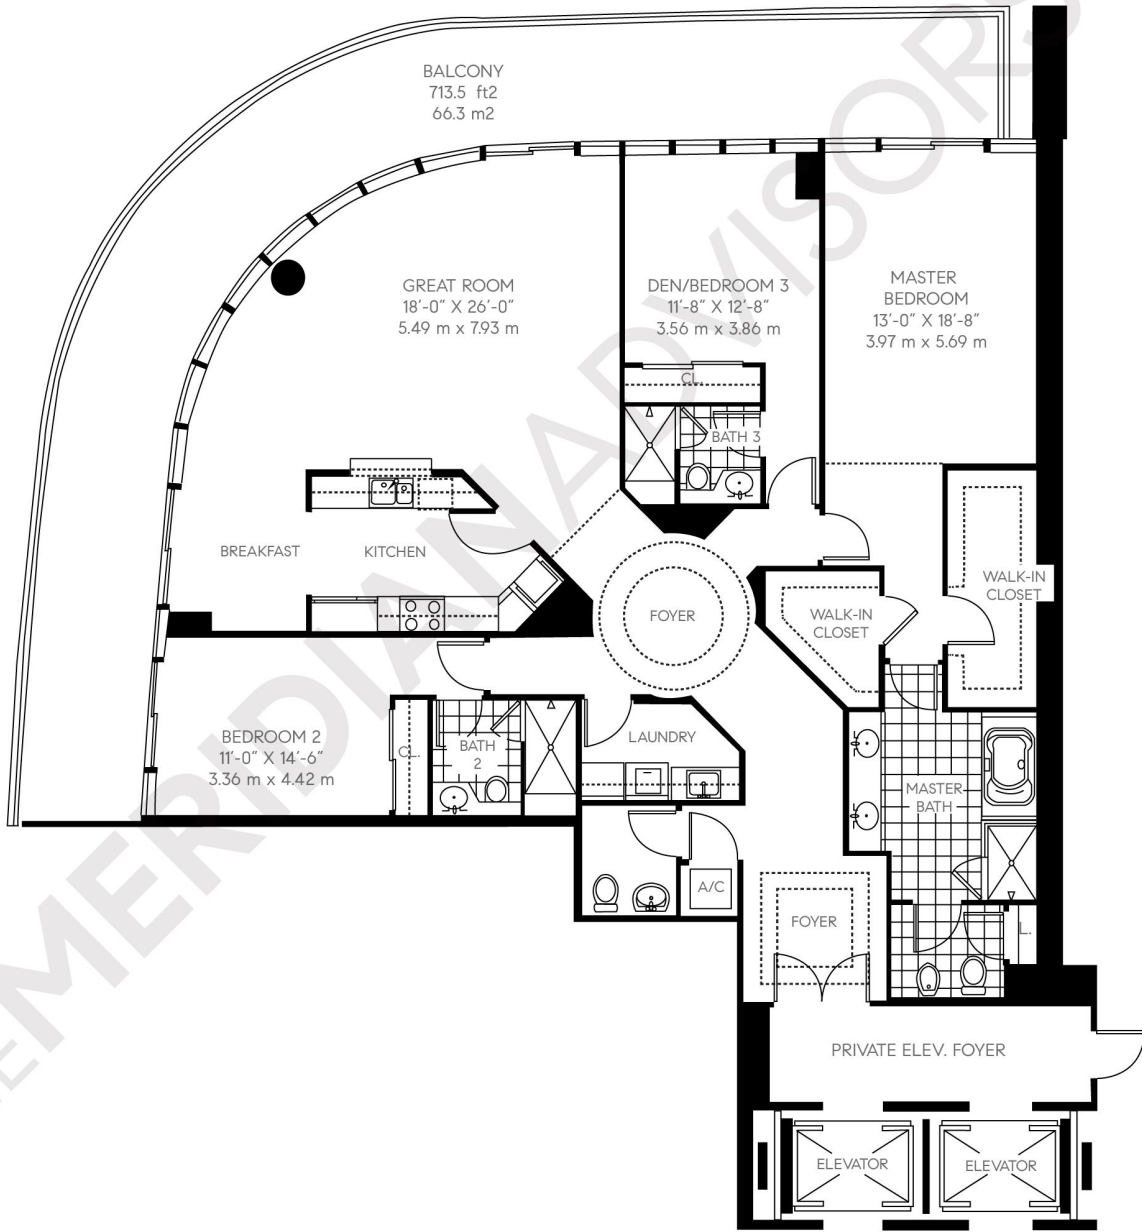 BALCONY
713.5 ft2
66.3 m2
GREAT ROOM
18'-0" X 26'-0"
5.49 m x 7.93 m
DEN/BEDROOM 3
11'-8" X 12'-8"
3.56 m x 3.86 m
MASTER
BEDROOM
13'-0" X 18'-8"
3.97 m x 5.69 m
CL.
BATH 3
BREAKFAST
KITCHEN
FOYER
WALK-IN
CLOSET
WALK-IN
CLOSET
BEDROOM 2
11'-0" X 14'-6"
3.36 m x 4.42 m
CL.
BATH
2
LAUNDRY
MASTER
BATH
A/C
FOYER
L.
PRIVATE ELEV. FOYER
ELEVATOR
ELEVATOR
MERIDIANADVISORS